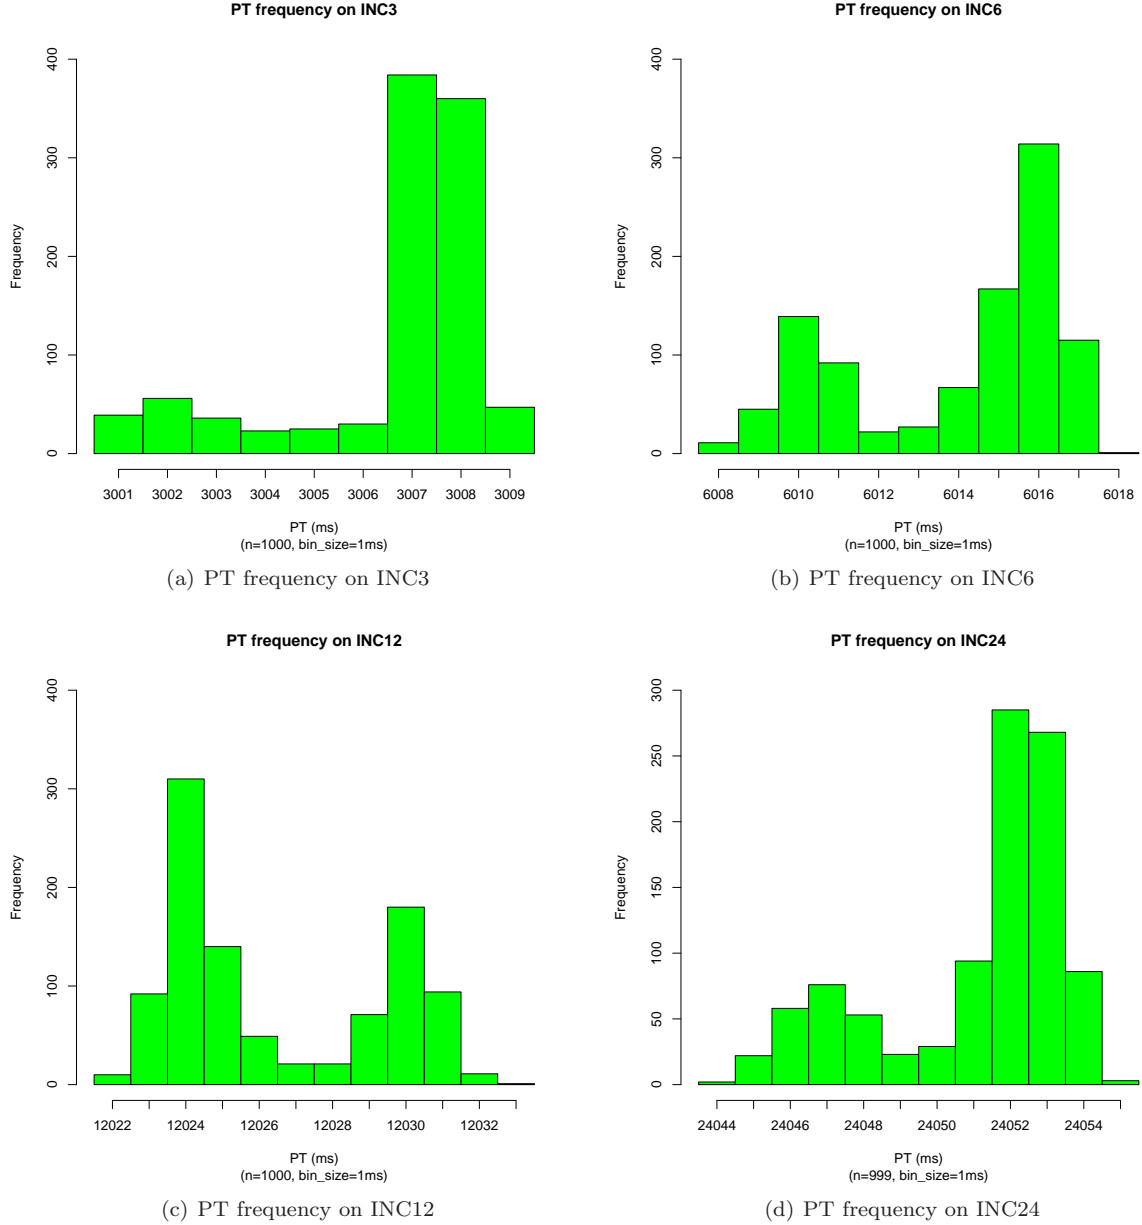 PT frequency on INC3
400
300
200
100
0
Frequency
3001 3002 3003 3004 3005 3006 3007 3008 3009
PT (ms)
(n=1000, bin_size=1ms)
(a) PT frequency on INC3
PT frequency on INC6
400
300
200
100
0
Frequency
6008 6010 6012 6014 6016 6018
PT (ms)
(n=1000, bin_size=1ms)
(b) PT frequency on INC6
PT frequency on INC12
400
300
200
100
0
Frequency
12022 12024 12026 12028 12030 12032
PT (ms)
(n=1000, bin_size=1ms)
(c) PT frequency on INC12
PT frequency on INC24
300
250
200
150
100
50
0
Frequency
24044 24046 24048 24050 24052 24054
PT (ms)
(n=999, bin_size=1ms)
(d) PT frequency on INC24